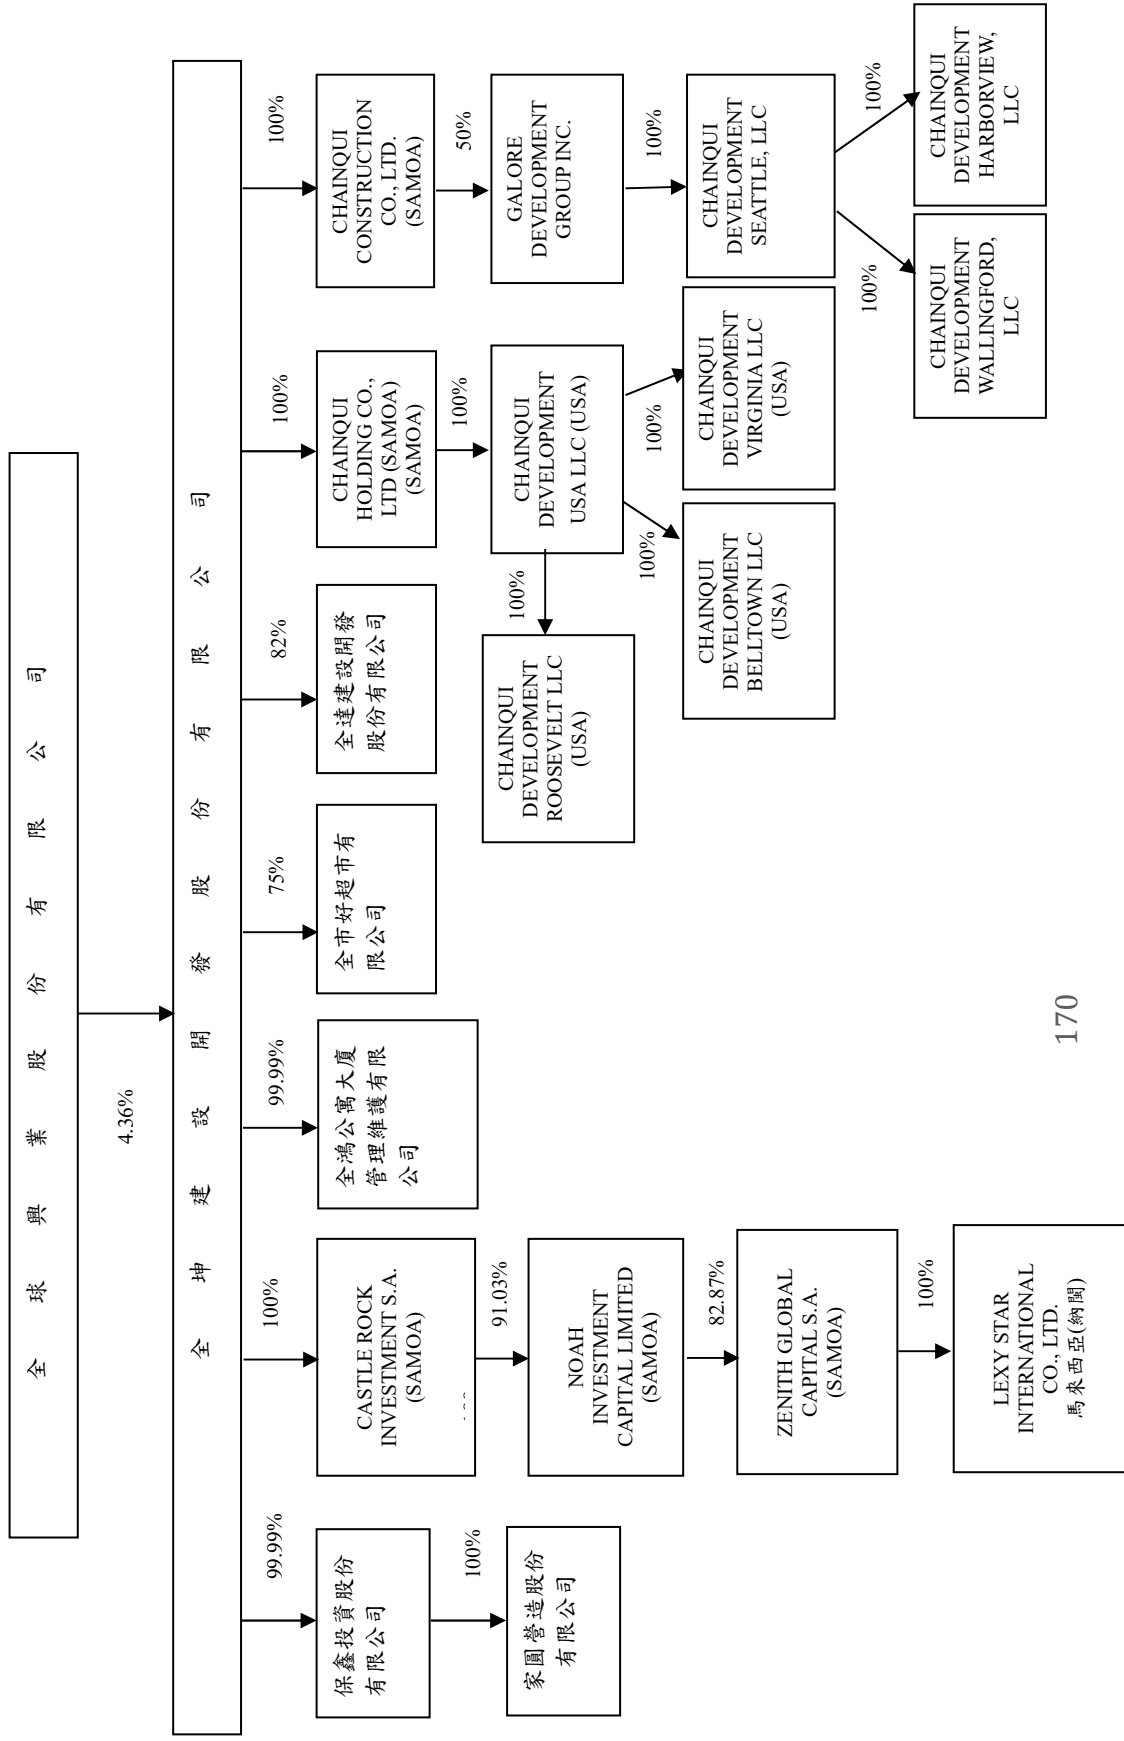 全球興業股份有限公司
4.36%
全坤建設開發股份有限公司
99.99%
100%
99.99%
75%
82%
100%
100%
保鑫投資股份
有限公司
CASTLE ROCK
INVESTMENT S.A.
(SAMOA)
全鴻公寓大廈
管理維護有限
公司
全市好超市有
限公司
全達建設開發
股份有限公司
CHAINQUI
HOLDING CO.,
LTD (SAMOA)
(SAMOA)
CHAINQUI
CONSTRUCTION
CO., LTD.
(SAMOA)
100%
91.03%
100%
50%
家圓營造股份
有限公司
NOAH
INVESTMENT
CAPITAL LIMITED
(SAMOA)
100%
CHAINQUI
DEVELOPMENT
ROOSEVELT LLC
(USA)
CHAINQUI
DEVELOPMENT
USA LLC (USA)
GALORE
DEVELOPMENT
GROUP INC.
82.87%
100%
100%
100%
ZENITH GLOBAL
CAPITAL S.A.
(SAMOA)
CHAINQUI
DEVELOPMENT
BELLTOWN LLC
(USA)
CHAINQUI
DEVELOPMENT
VIRGINIA LLC
(USA)
CHAINQUI
DEVELOPMENT
SEATTLE, LLC
100%
100%
100%
LEXY STAR
INTERNATIONAL
CO., LTD.
馬來西亞(納閩)
CHAINQUI
DEVELOPMENT
WALLINGFORD,
LLC
CHAINQUI
DEVELOPMENT
HARBORVIEW,
LLC
170